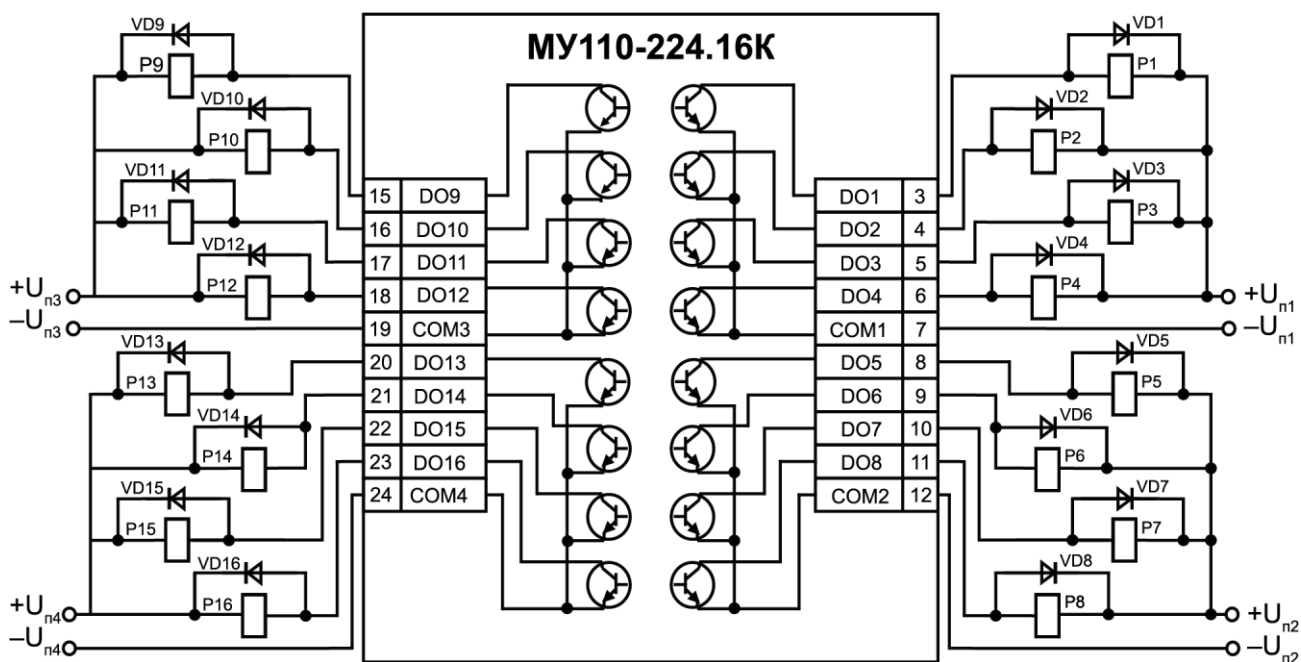 МУ110-224.16К
VD9
P9
VD10
P10
VD11
P11
VD12
P12
+Uп3
–Uп3
VD13
P13
VD14
P14
VD15
P15
VD16
P16
+Uп4
–Uп4
15 DO9
16 DO10
17 DO11
18 DO12
19 COM3
20 DO13
21 DO14
22 DO15
23 DO16
24 COM4
DO1 3
DO2 4
DO3 5
DO4 6
COM1 7
DO5 8
DO6 9
DO7 10
DO8 11
COM2 12
VD1
P1
VD2
P2
VD3
P3
VD4
P4
+Uп1
–Uп1
VD5
P5
VD6
P6
VD7
P7
VD8
P8
+Uп2
–Uп2